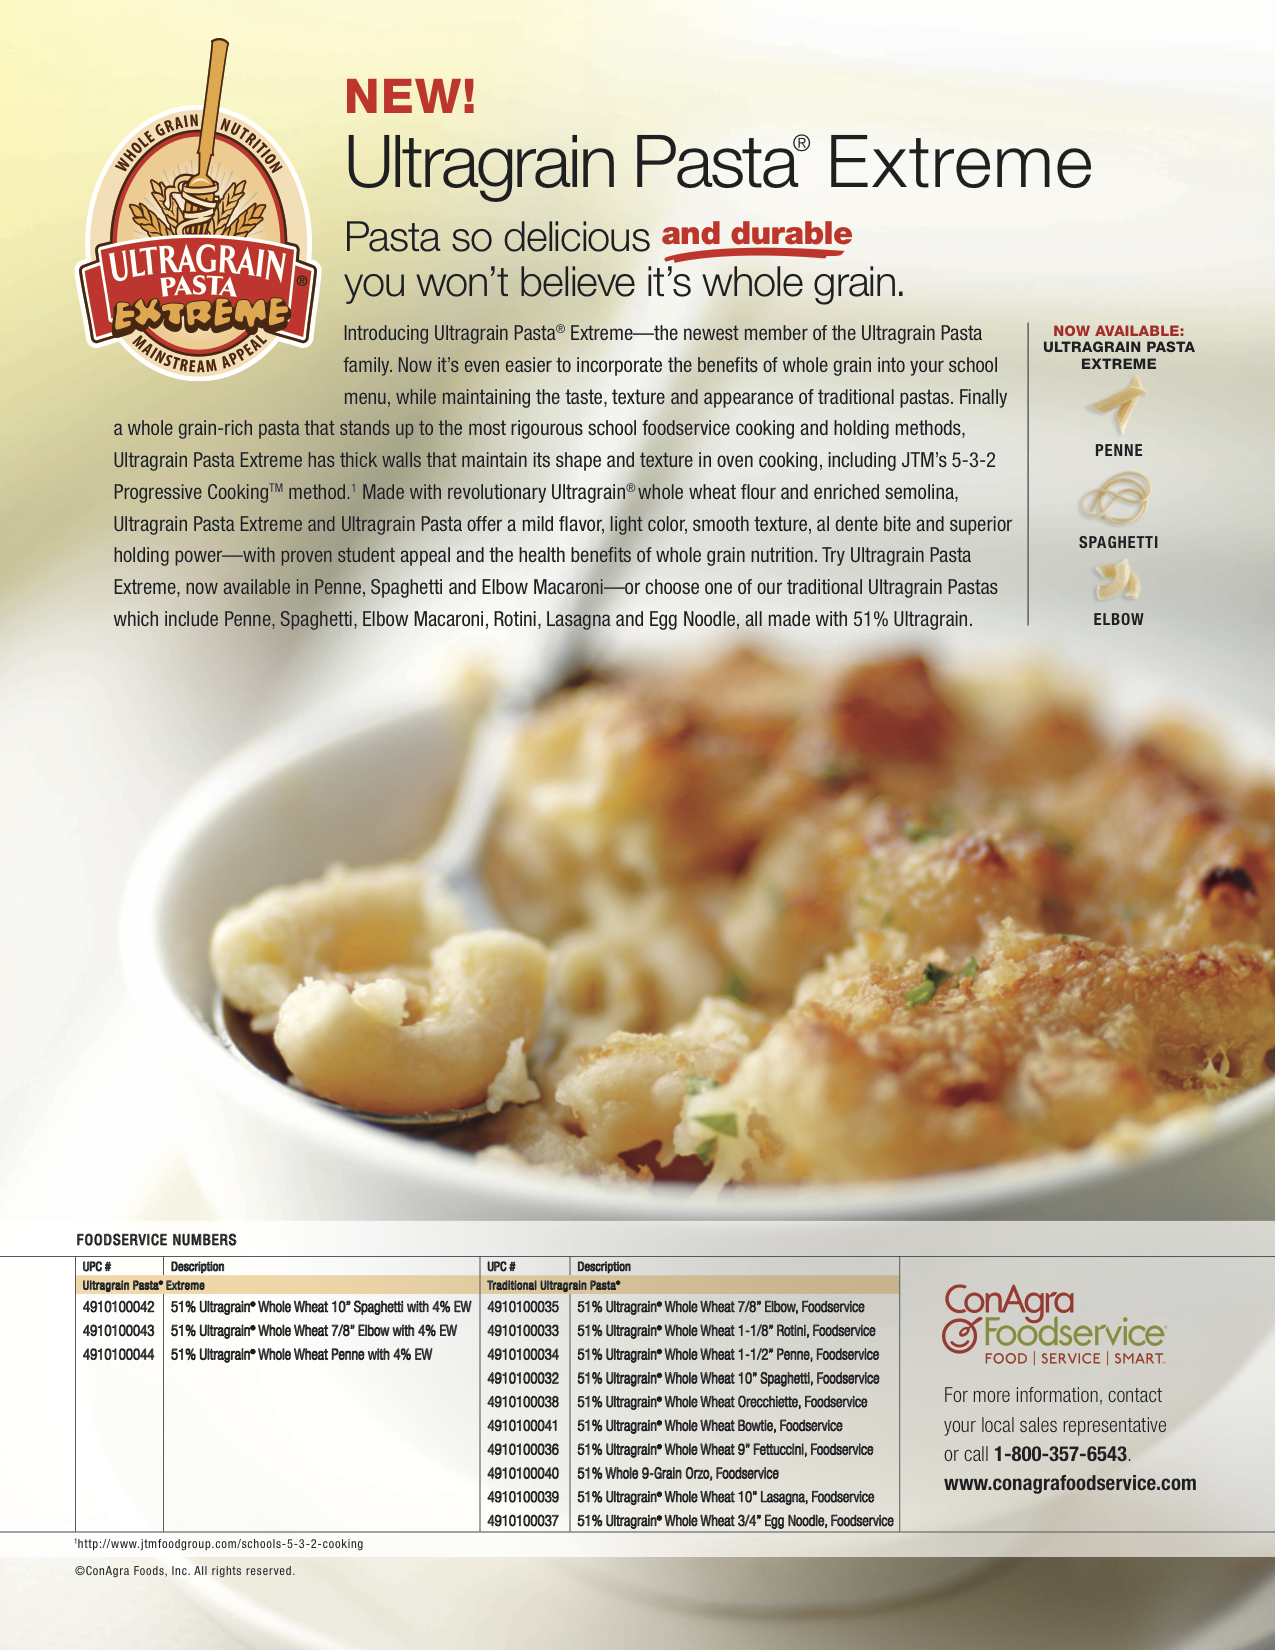 WHOLE GRAIN NUTRITION
ULTRAGRAIN
PASTA
EXTREME
®
MAINSTREAM APPEAL
NEW!
Ultragrain Pasta® Extreme
Pasta so delicious and durable
you won't believe it's whole grain.
Introducing Ultragrain Pasta® Extreme—the newest member of the Ultragrain Pasta
family. Now it's even easier to incorporate the benefits of whole grain into your school
menu, while maintaining the taste, texture and appearance of traditional pastas. Finally
a whole grain-rich pasta that stands up to the most rigourous school foodservice cooking and holding methods,
Ultragrain Pasta Extreme has thick walls that maintain its shape and texture in oven cooking, including JTM's 5-3-2
Progressive Cooking™ method.¹ Made with revolutionary Ultragrain® whole wheat flour and enriched semolina,
Ultragrain Pasta Extreme and Ultragrain Pasta offer a mild flavor, light color, smooth texture, al dente bite and superior
holding power—with proven student appeal and the health benefits of whole grain nutrition. Try Ultragrain Pasta
Extreme, now available in Penne, Spaghetti and Elbow Macaroni—or choose one of our traditional Ultragrain Pastas
which include Penne, Spaghetti, Elbow Macaroni, Rotini, Lasagna and Egg Noodle, all made with 51% Ultragrain.
NOW AVAILABLE:
ULTRAGRAIN PASTA
EXTREME
PENNE
SPAGHETTI
ELBOW
FOODSERVICE NUMBERS
UPC # Description
Ultragrain Pasta® Extreme
4910100042 51% Ultragrain® Whole Wheat 10" Spaghetti with 4% EW
4910100043 51% Ultragrain® Whole Wheat 7/8" Elbow with 4% EW
4910100044 51% Ultragrain® Whole Wheat Penne with 4% EW
UPC # Description
Traditional Ultragrain Pasta®
4910100035 51% Ultragrain® Whole Wheat 7/8" Elbow, Foodservice
4910100033 51% Ultragrain® Whole Wheat 1-1/8" Rotini, Foodservice
4910100034 51% Ultragrain® Whole Wheat 1-1/2" Penne, Foodservice
4910100032 51% Ultragrain® Whole Wheat 10" Spaghetti, Foodservice
4910100038 51% Ultragrain® Whole Wheat Orecchiette, Foodservice
4910100041 51% Ultragrain® Whole Wheat Bowtie, Foodservice
4910100036 51% Ultragrain® Whole Wheat 9" Fettuccini, Foodservice
4910100040 51% Whole 9-Grain Orzo, Foodservice
4910100039 51% Ultragrain® Whole Wheat 10" Lasagna, Foodservice
4910100037 51% Ultragrain® Whole Wheat 3/4" Egg Noodle, Foodservice
ConAgra
Foodservice®
FOOD | SERVICE | SMART™
For more information, contact
your local sales representative
or call 1-800-357-6543.
www.conagrafoodservice.com
¹http://www.jtmfoodgroup.com/schools-5-3-2-cooking
©ConAgra Foods, Inc. All rights reserved.